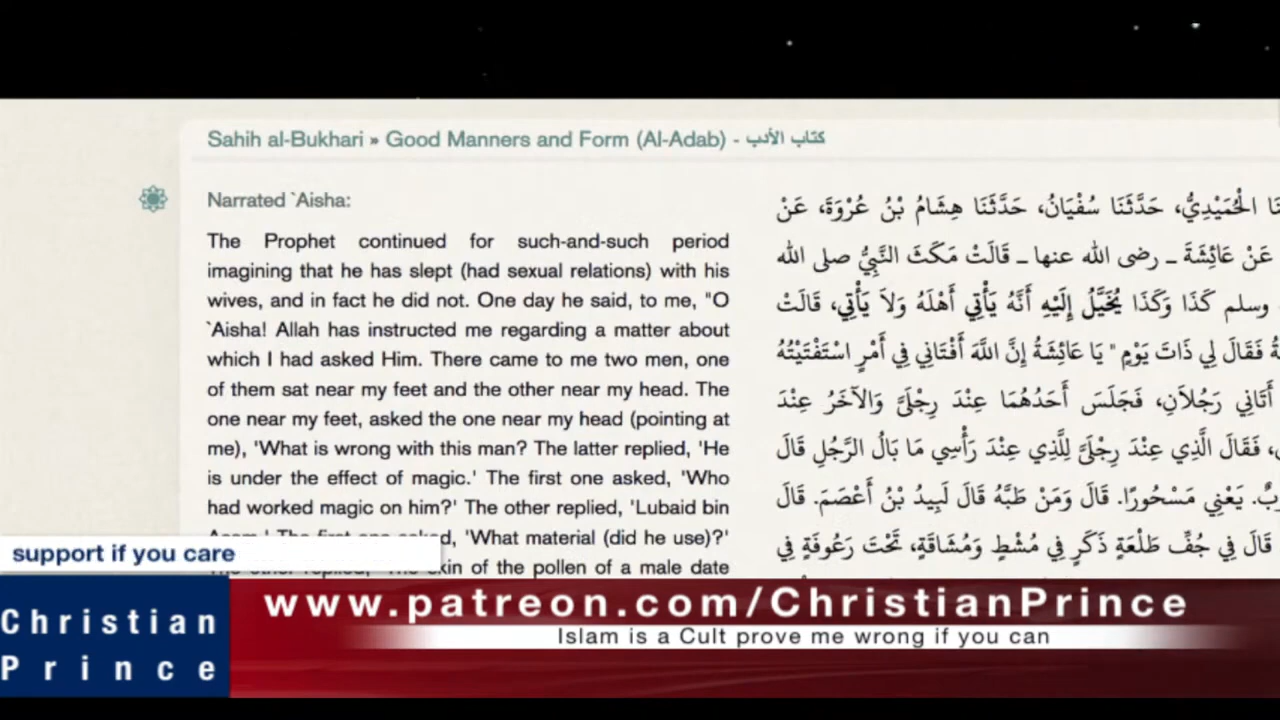 Sahih al-Bukhari » Good Manners and Form (Al-Adab) - كتاب الأدب
Narrated `Aisha:
The Prophet continued for such-and-such period
imagining that he has slept (had sexual relations) with his
wives, and in fact he did not. One day he said, to me, "O
`Aisha! Allah has instructed me regarding a matter about
which I had asked Him. There came to me two men, one
of them sat near my feet and the other near my head. The
one near my feet, asked the one near my head (pointing at
me), 'What is wrong with this man? The latter replied, 'He
is under the effect of magic.' The first one asked, 'Who
had worked magic on him?' The other replied, 'Lubaid bin
'What material (did he use)?'
of the pollen of a male date
الْحُمَيْدِيُّ، حَدَّثَنَا سُفْيَانُ، حَدَّثَنَا هِشَامُ بْنُ عُرْوَةَ، عَنْ
عَنْ عَائِشَةَ ـ رضى الله عنها ـ قَالَتْ مَكَثَ النَّبِيُّ صلى الله
وسلم كَذَا وَكَذَا يُخَيَّلُ إِلَيْهِ أَنَّهُ يَأْتِي أَهْلَهُ وَلاَ يَأْتِي، قَالَتْ
فَقَالَ لِي ذَاتَ يَوْمٍ ‏"‏ يَا عَائِشَةُ إِنَّ اللَّهَ أَفْتَانِي فِي أَمْرٍ اسْتَفْتَيْتُهُ
أَتَانِي رَجُلاَنِ، فَجَلَسَ أَحَدُهُمَا عِنْدَ رِجْلَىَّ وَالآخَرُ عِنْدَ
فَقَالَ الَّذِي عِنْدَ رِجْلَىَّ لِلَّذِي عِنْدَ رَأْسِي مَا بَالُ الرَّجُلِ قَالَ
يَعْنِي مَسْحُورًا. قَالَ وَمَنْ طَبَّهُ قَالَ لَبِيدُ بْنُ أَعْصَمَ. قَالَ
قَالَ فِي جُفِّ طَلْعَةِ ذَكَرٍ فِي مُشْطٍ وَمُشَاقَةٍ، تَحْتَ رَعُوفَةٍ فِي
support if you care
Christian
Prince
www.patreon.com/ChristianPrince
Islam is a Cult prove me wrong if you can